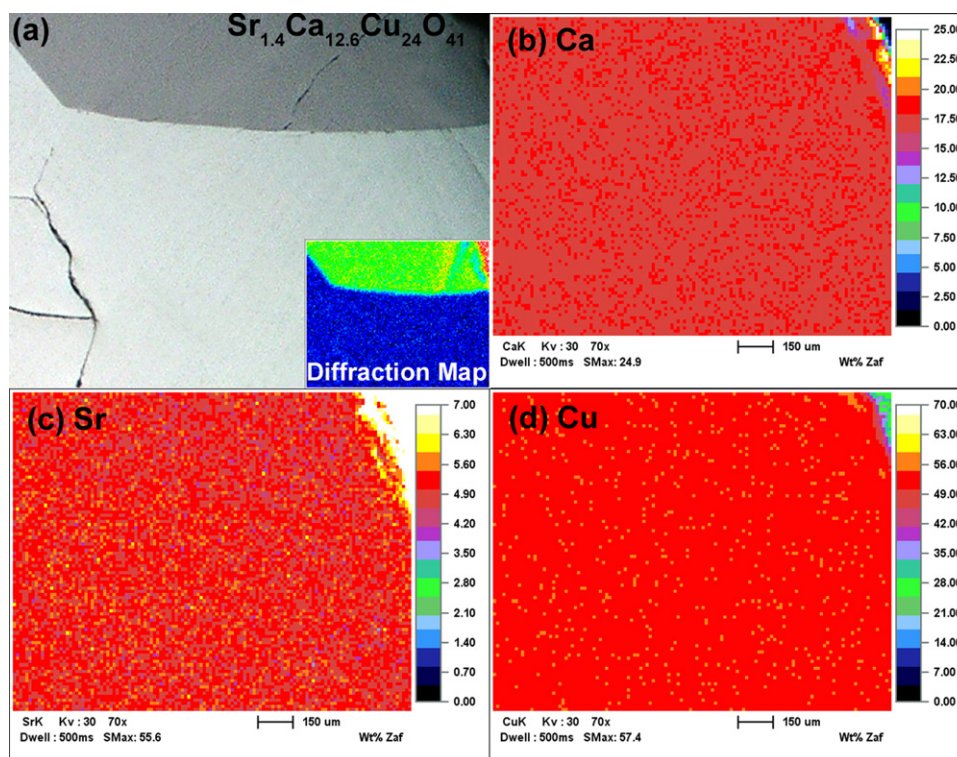 (a) Sr1.4Ca12.6Cu24O41
Diffraction Map
(b) Ca
25.00
22.50
20.00
17.50
15.00
12.50
10.00
7.50
5.00
2.50
0.00
CaK Kv : 30 70x
Dwell : 500ms SMax: 24.9
150 um
Wt% Zaf
(c) Sr
7.00
6.30
5.60
4.90
4.20
3.50
2.80
2.10
1.40
0.70
0.00
SrK Kv : 30 70x
Dwell : 500ms SMax: 55.6
150 um
Wt% Zaf
(d) Cu
70.00
63.00
56.00
49.00
42.00
35.00
28.00
21.00
14.00
7.00
0.00
CuK Kv : 30 70x
Dwell : 500ms SMax: 57.4
150 um
Wt% Zaf